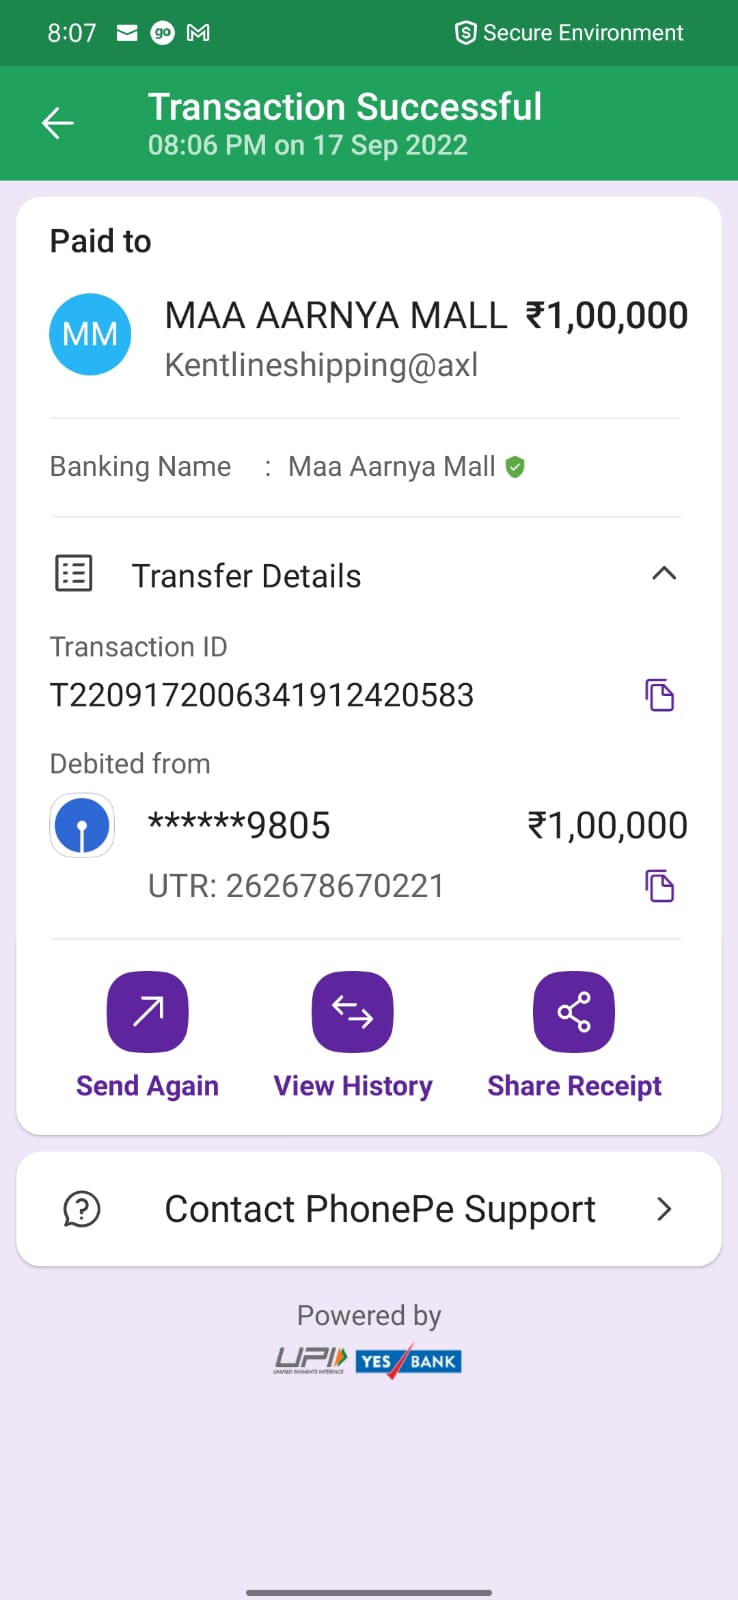 8:07 go M Secure Environment
Transaction Successful
08:06 PM on 17 Sep 2022
Paid to
MM MAA AARNYA MALL ₹1,00,000
Kentlineshipping@axl
Banking Name : Maa Aarnya Mall
Transfer Details
Transaction ID
T2209172006341912420583
Debited from
******9805 ₹1,00,000
UTR: 262678670221
Send Again View History Share Receipt
Contact PhonePe Support
Powered by
UPI YES BANK
UNIFIED PAYMENTS INTERFACE